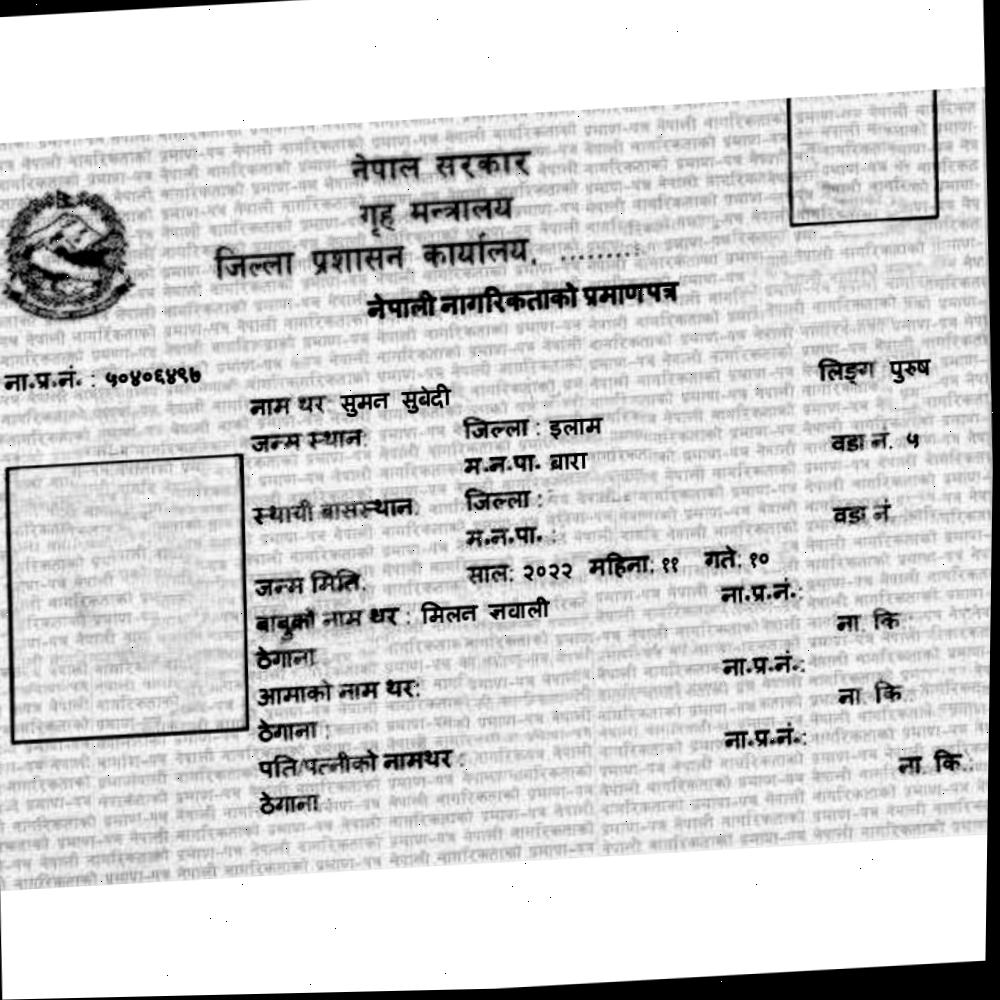 नेपाल सरकार
गृह मन्त्रालय
जिल्ला प्रशासन कार्यालय, .........
नेपाली नागरिकताको प्रमाणपत्र
ना.प्र.नं. : ५०४०६४९७ लिङ्ग पुरुष
नाम थर सुमन सुवेदी
जन्म स्थान: जिल्ला : इलाम वडा नं. ५
म.न.पा. बारा
स्थायी बासस्थान: जिल्ला : वडा नं
म.न.पा. :
जन्म मिति: साल: २०२२ महिना: ११ गते: १०
बाबुको नाम थर : मिलन ज्ञवाली ना.प्र.नं.:
ठेगाना ना. कि.:
आमाको नाम थर: ना.प्र.नं.:
ठेगाना : ना. कि.:
पति/पत्नीको नामथर : ना.प्र.नं.:
ठेगाना : ना. कि.: